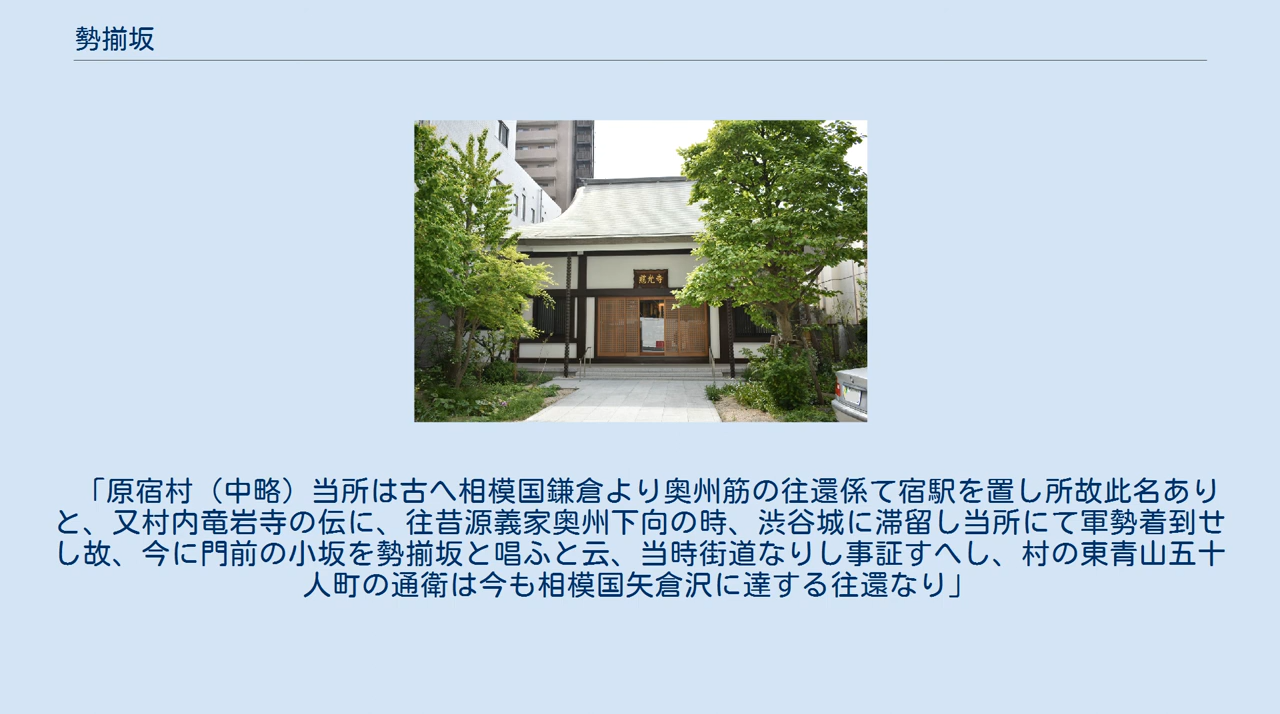 勢揃坂
「原宿村（中略）当所は古へ相模国鎌倉より奥州筋の往還係て宿駅を置し所故此名あり
と、又村内竜岩寺の伝に、往昔源義家奥州下向の時、渋谷城に滞留し当所にて軍勢着到せ
し故、今に門前の小坂を勢揃坂と唱ふと云、当時街道なりし事証すへし、村の東青山五十
人町の通衛は今も相模国矢倉沢に達する往還なり」